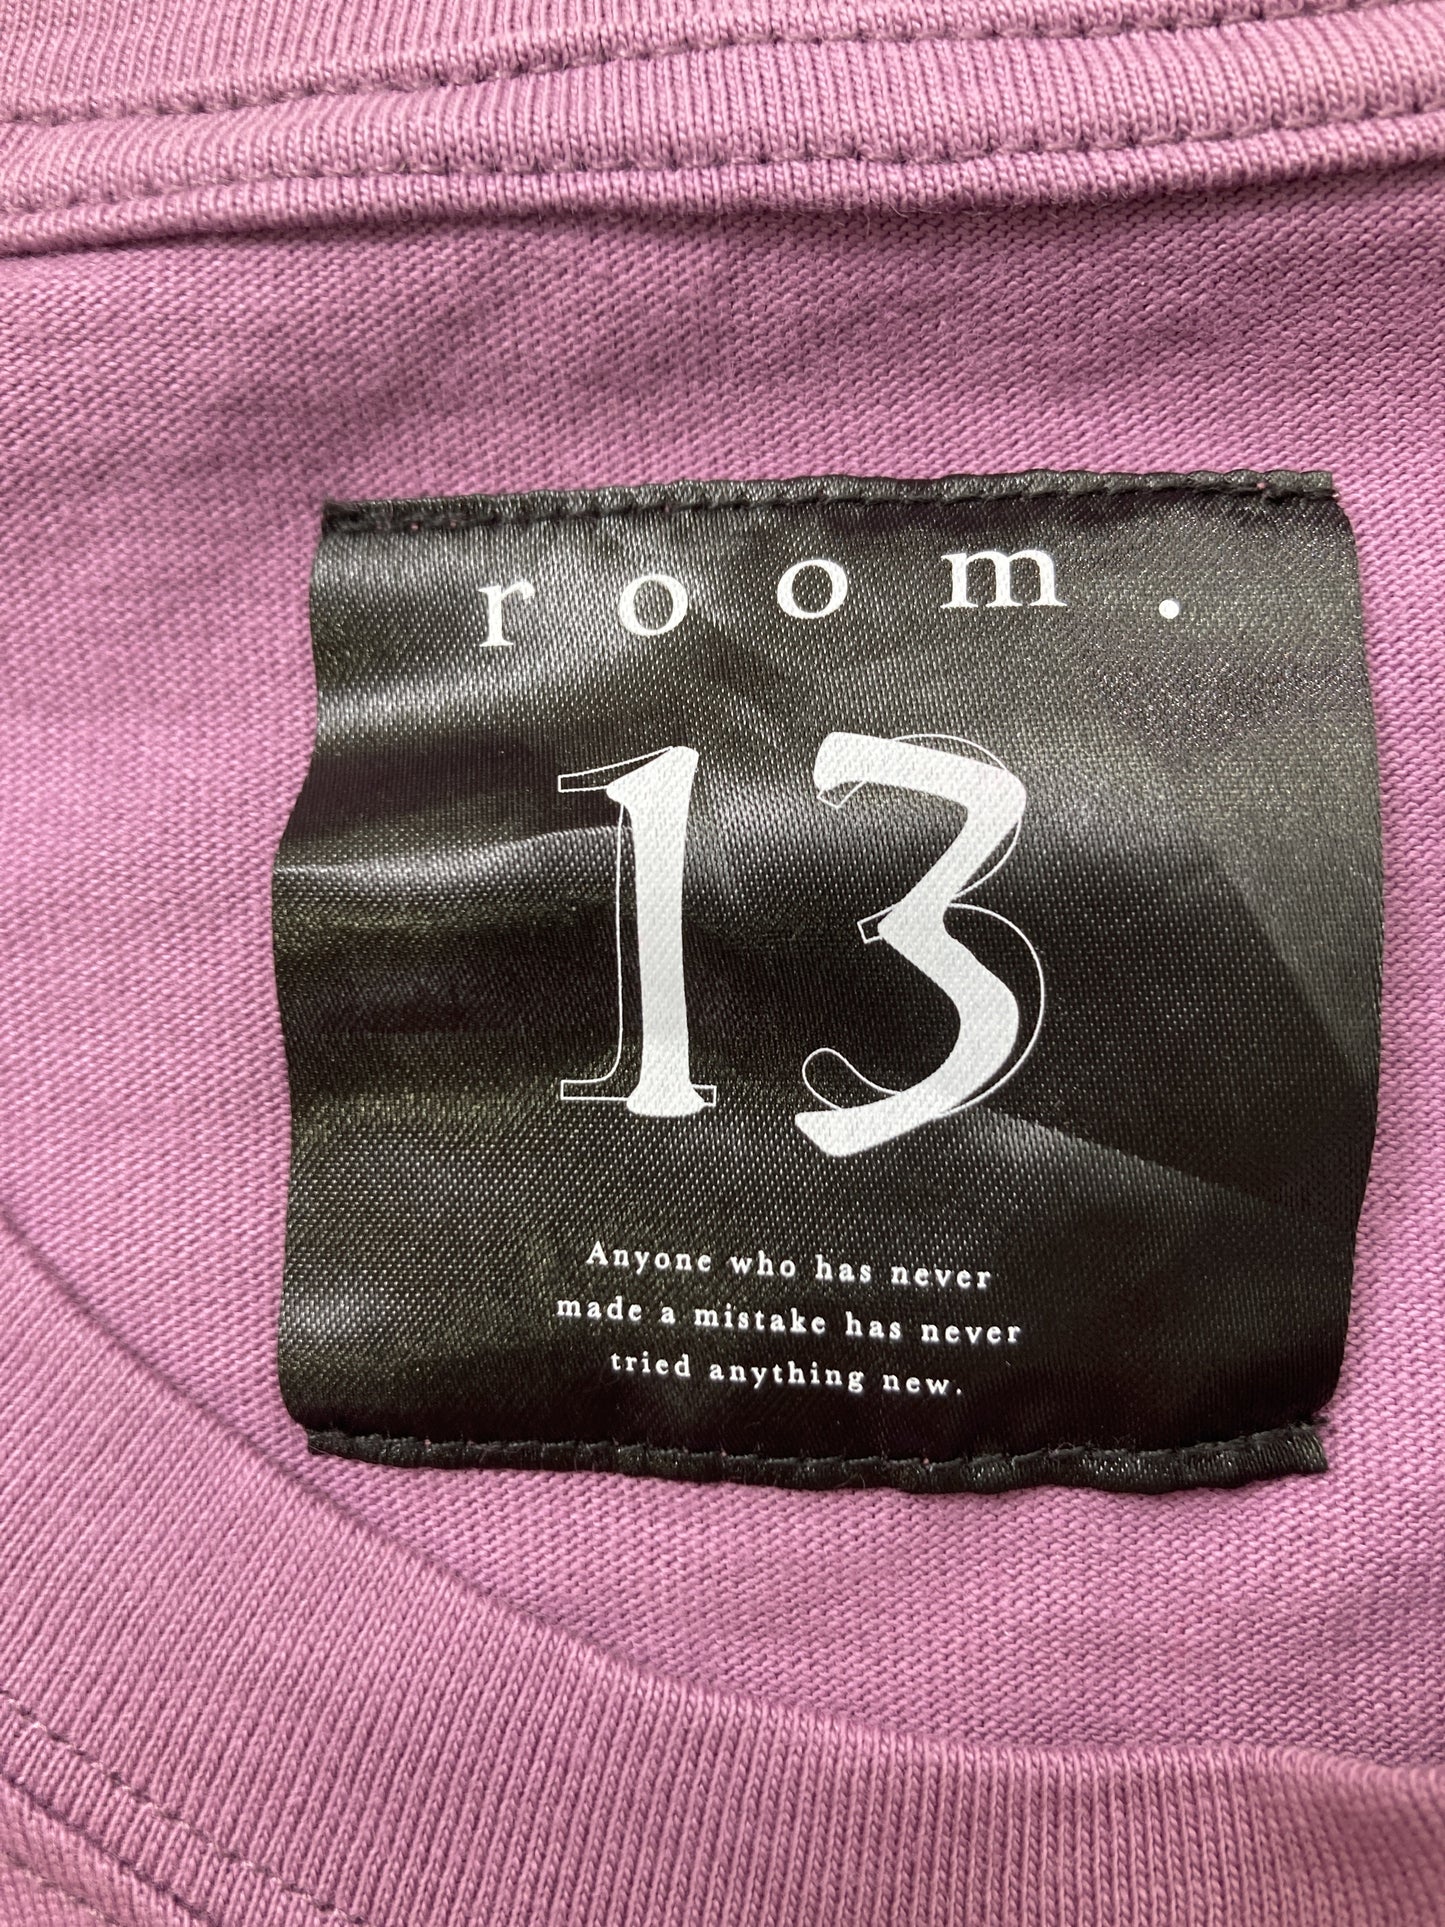 room.
13
Anyone who has never
made a mistake has never
tried anything new.